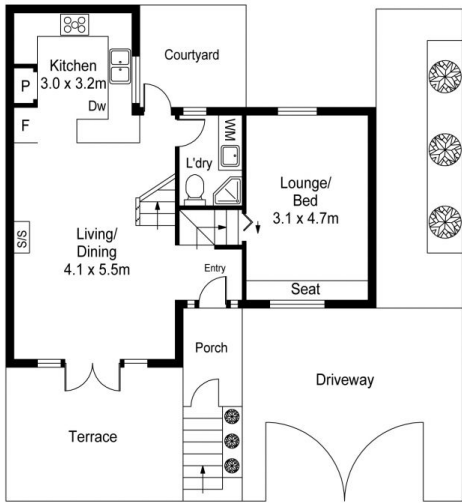 Kitchen
3.0 x 3.2m
P
Dw
F
Courtyard
WM
L'dry
Lounge/
Bed
3.1 x 4.7m
S/S
Living/
Dining
4.1 x 5.5m
Entry
Seat
Porch
Driveway
Terrace